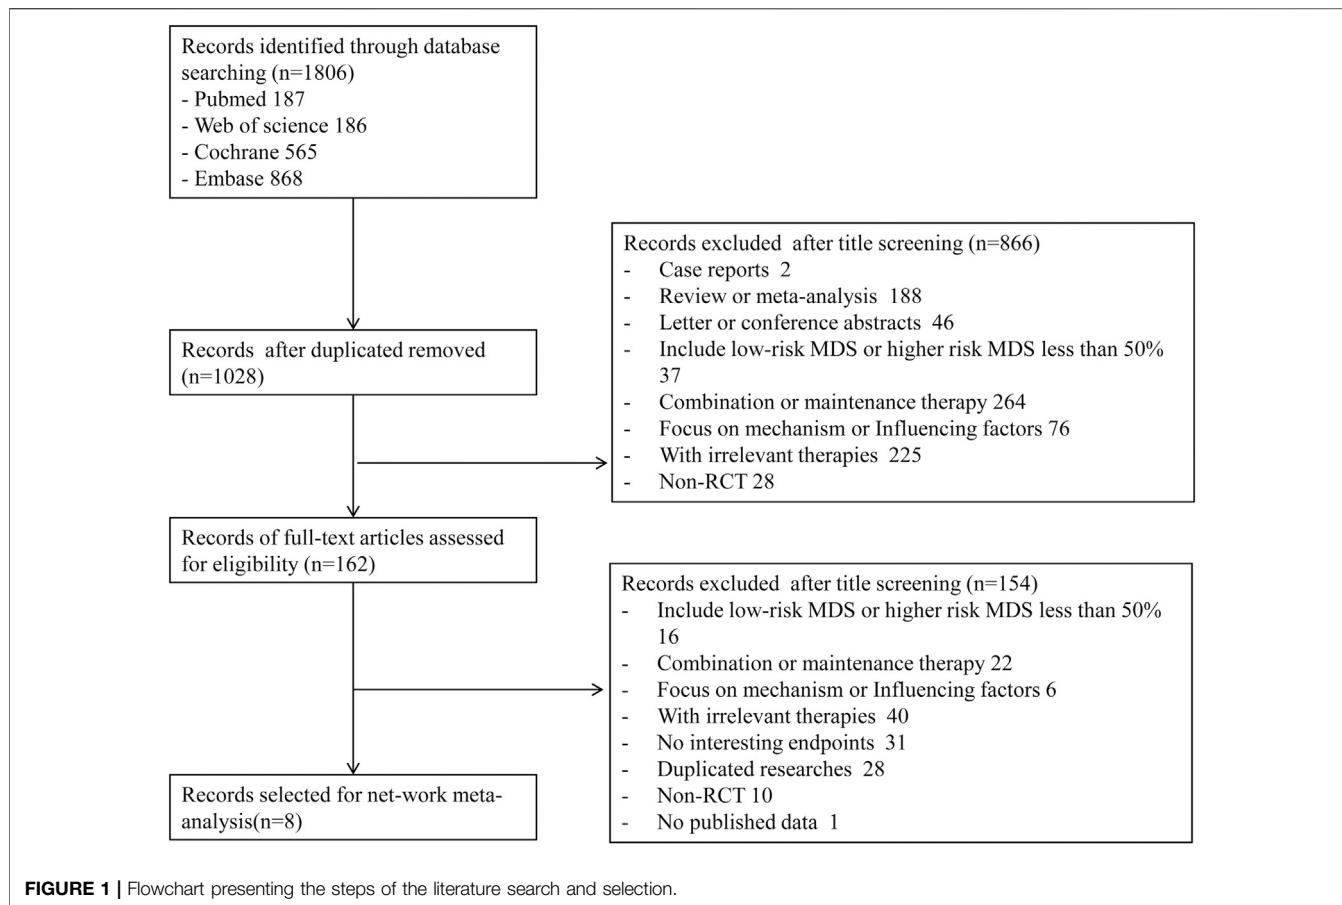 Records identified through database
searching (n=1806)
- Pubmed 187
- Web of science 186
- Cochrane 565
- Embase 868
Records excluded after title screening (n=866)
- Case reports 2
- Review or meta-analysis 188
- Letter or conference abstracts 46
- Include low-risk MDS or higher risk MDS less than 50%
37
- Combination or maintenance therapy 264
- Focus on mechanism or Influencing factors 76
- With irrelevant therapies 225
- Non-RCT 28
Records after duplicated removed
(n=1028)
Records of full-text articles assessed
for eligibility (n=162)
Records excluded after title screening (n=154)
- Include low-risk MDS or higher risk MDS less than 50%
16
- Combination or maintenance therapy 22
- Focus on mechanism or Influencing factors 6
- With irrelevant therapies 40
- No interesting endpoints 31
- Duplicated researches 28
- Non-RCT 10
- No published data 1
Records selected for net-work meta-
analysis(n=8)
FIGURE 1 | Flowchart presenting the steps of the literature search and selection.